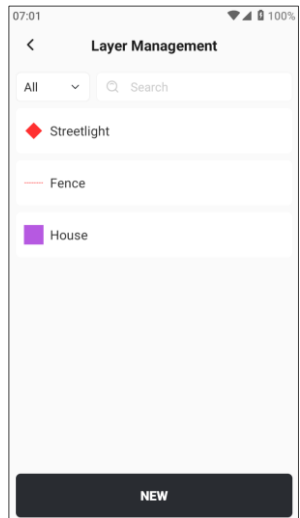 07:01
100%
Layer Management
All
Search
Streetlight
Fence
House
NEW